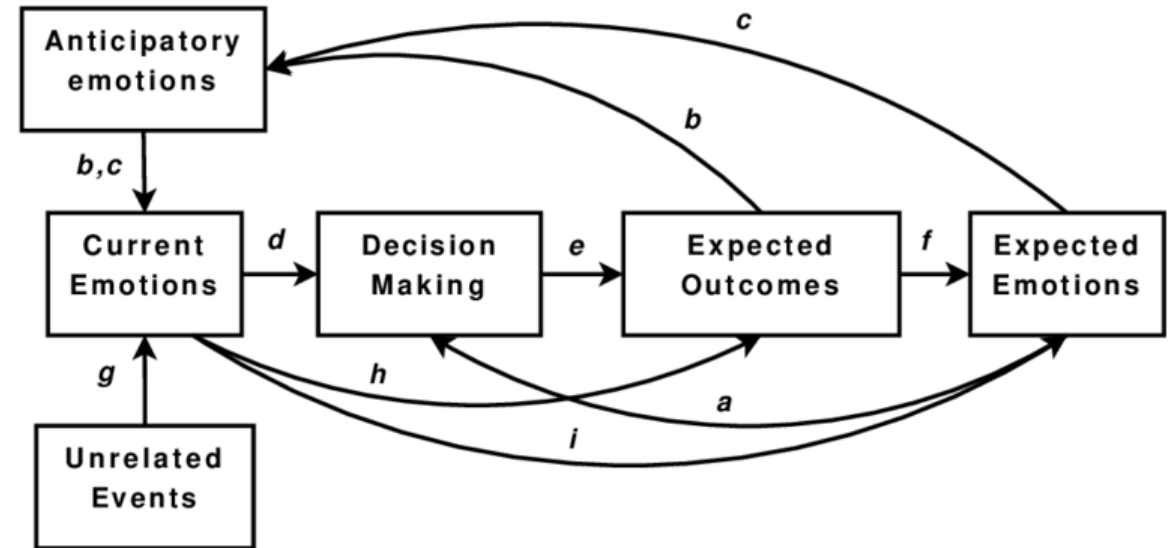 Anticipatory
emotions
c
b
b,c
Current
Emotions
d
Decision
Making
e
Expected
Outcomes
f
Expected
Emotions
g
h
a
i
Unrelated
Events